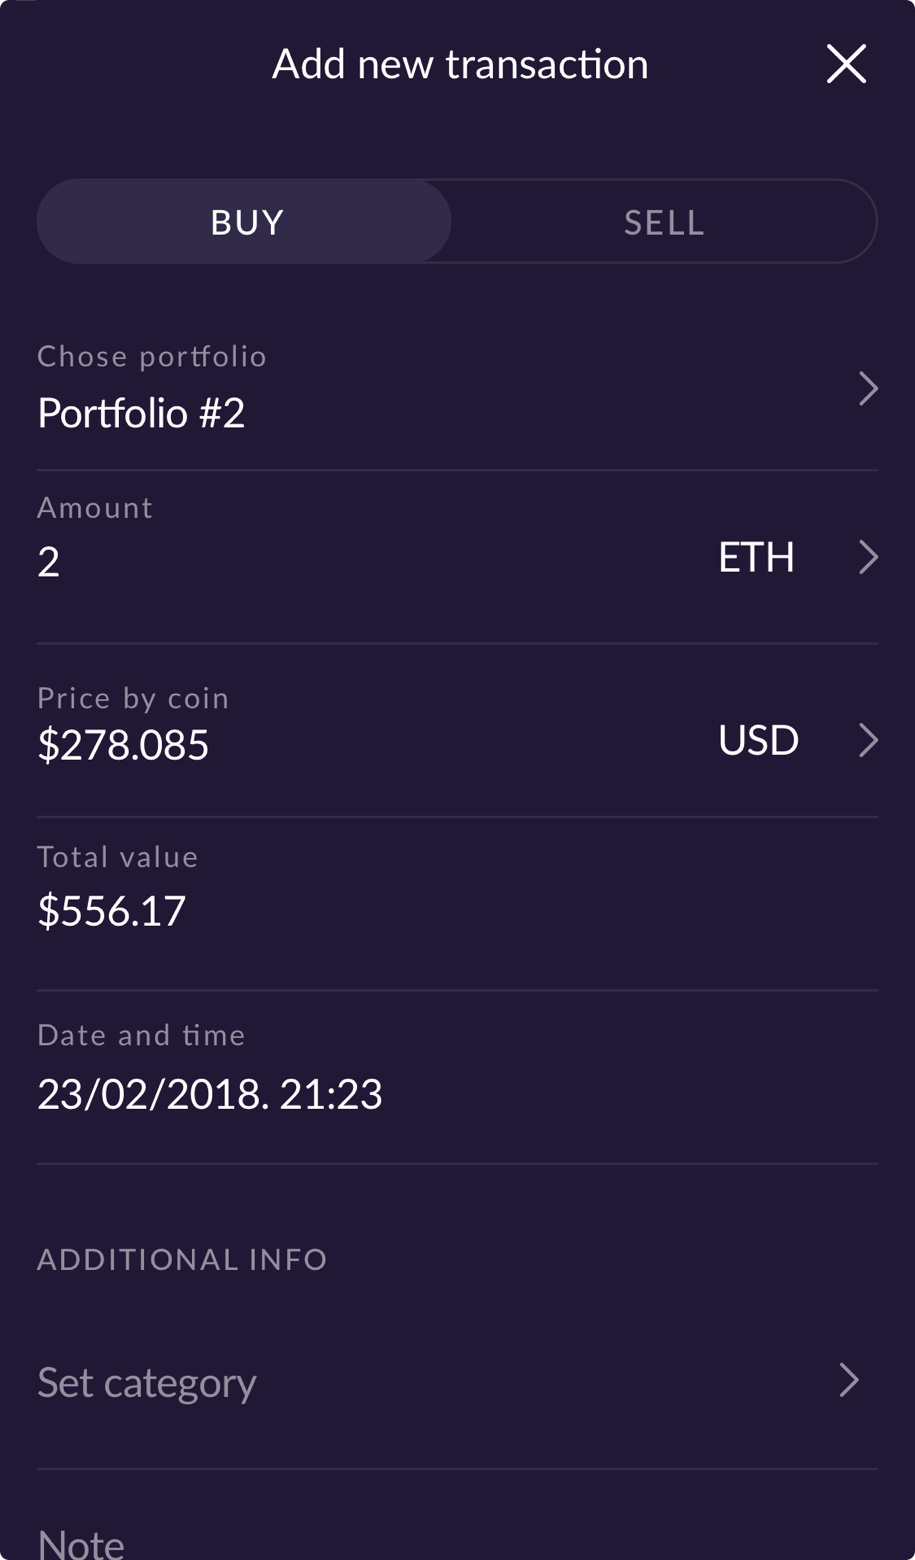 Add new transaction
BUY SELL
Chose portfolio
Portfolio #2
Amount
2 ETH
Price by coin
$278.085 USD
Total value
$556.17
Date and time
23/02/2018. 21:23
ADDITIONAL INFO
Set category
Note